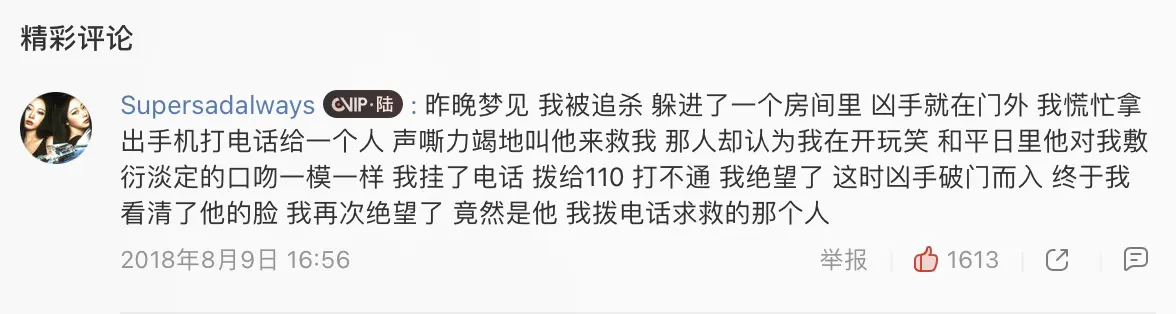 精彩评论
Supersadalways CVIP·陆 : 昨晚梦见 我被追杀 躲进了一个房间里 凶手就在门外 我慌忙拿
出手机打电话给一个人 声嘶力竭地叫他来救我 那人却认为我在开玩笑 和平日里他对我敷
衍淡定的口吻一模一样 我挂了电话 拨给110 打不通 我绝望了 这时凶手破门而入 终于我
看清了他的脸 我再次绝望了 竟然是他 我拨电话求救的那个人
2018年8月9日 16:56 举报 1613